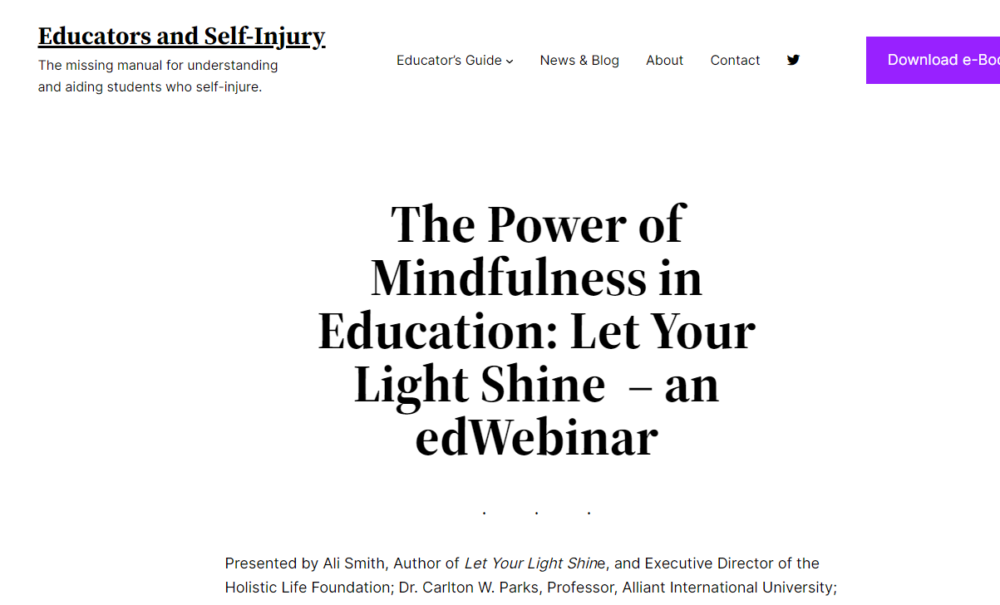 Educators and Self-Injury
The missing manual for understanding
and aiding students who self-injure.
Educator's Guide News & Blog About Contact
Download e-Boo
The Power of
Mindfulness in
Education: Let Your
Light Shine – an
edWebinar
. . .
Presented by Ali Smith, Author of Let Your Light Shine, and Executive Director of the
Holistic Life Foundation; Dr. Carlton W. Parks, Professor, Alliant International University;